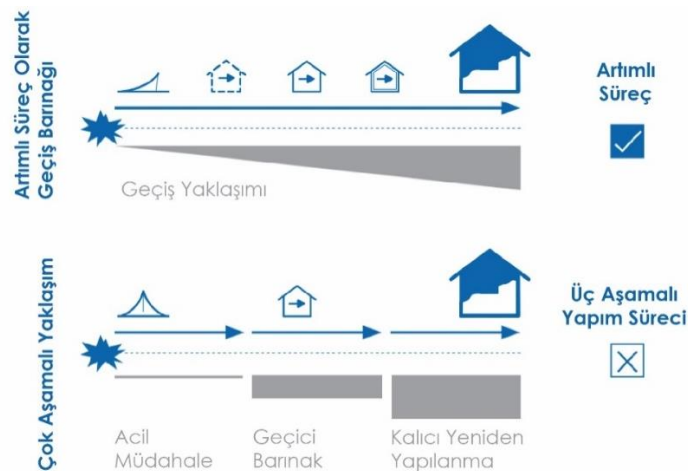 Artımlı Süreç Olarak
Geçiş Barınağı
Geçiş Yaklaşımı
Artımlı
Süreç
Çok Aşamalı Yaklaşım
Acil
Müdahale
Geçici
Barınak
Kalıcı Yeniden
Yapılanma
Üç Aşamalı
Yapım Süreci